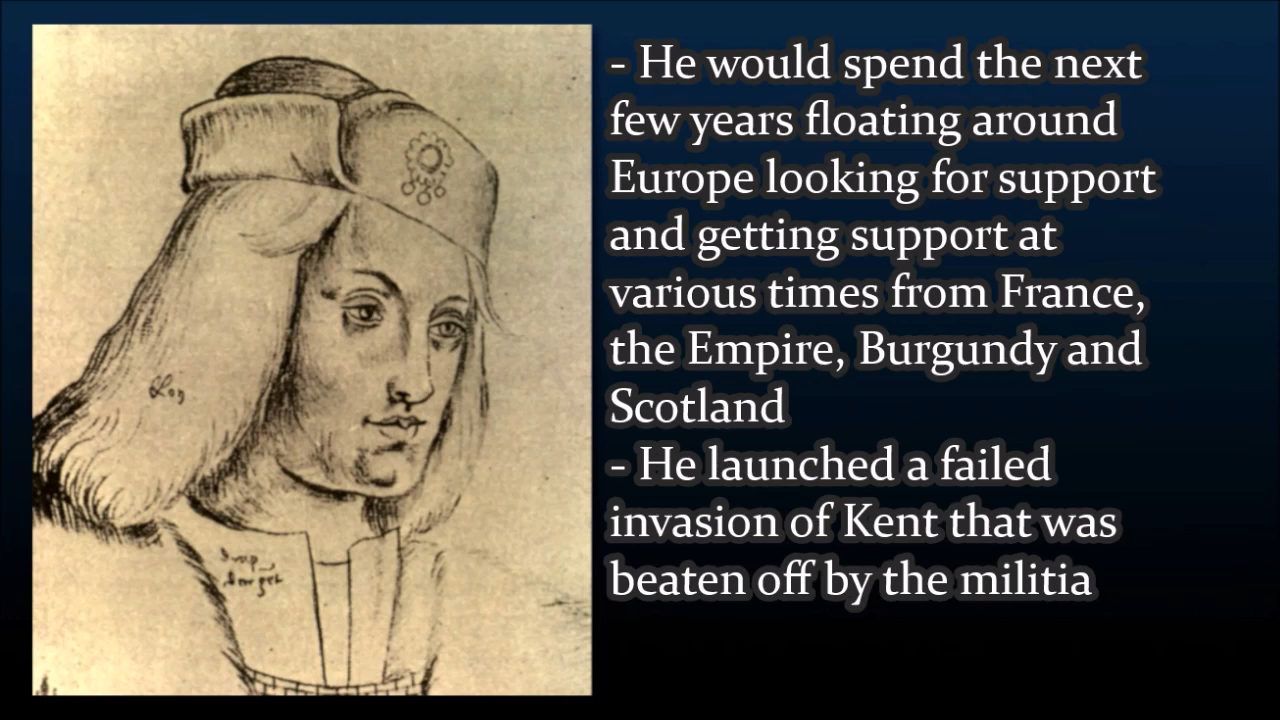 - He would spend the next
few years floating around
Europe looking for support
and getting support at
various times from France,
the Empire, Burgundy and
Scotland
- He launched a failed
invasion of Kent that was
beaten off by the militia